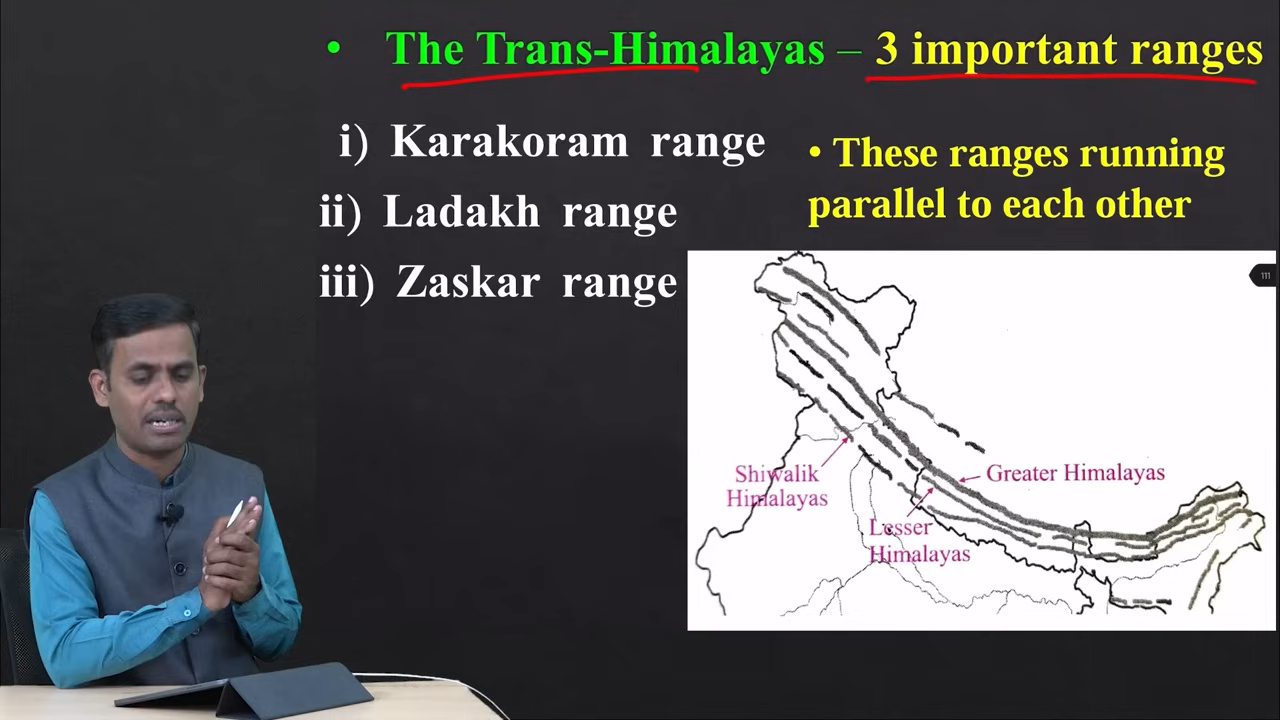 • The Trans-Himalayas – 3 important ranges
i) Karakoram range
ii) Ladakh range
iii) Zaskar range
• These ranges running
parallel to each other
111
Shiwalik
Himalayas
Greater Himalayas
Lesser
Himalayas